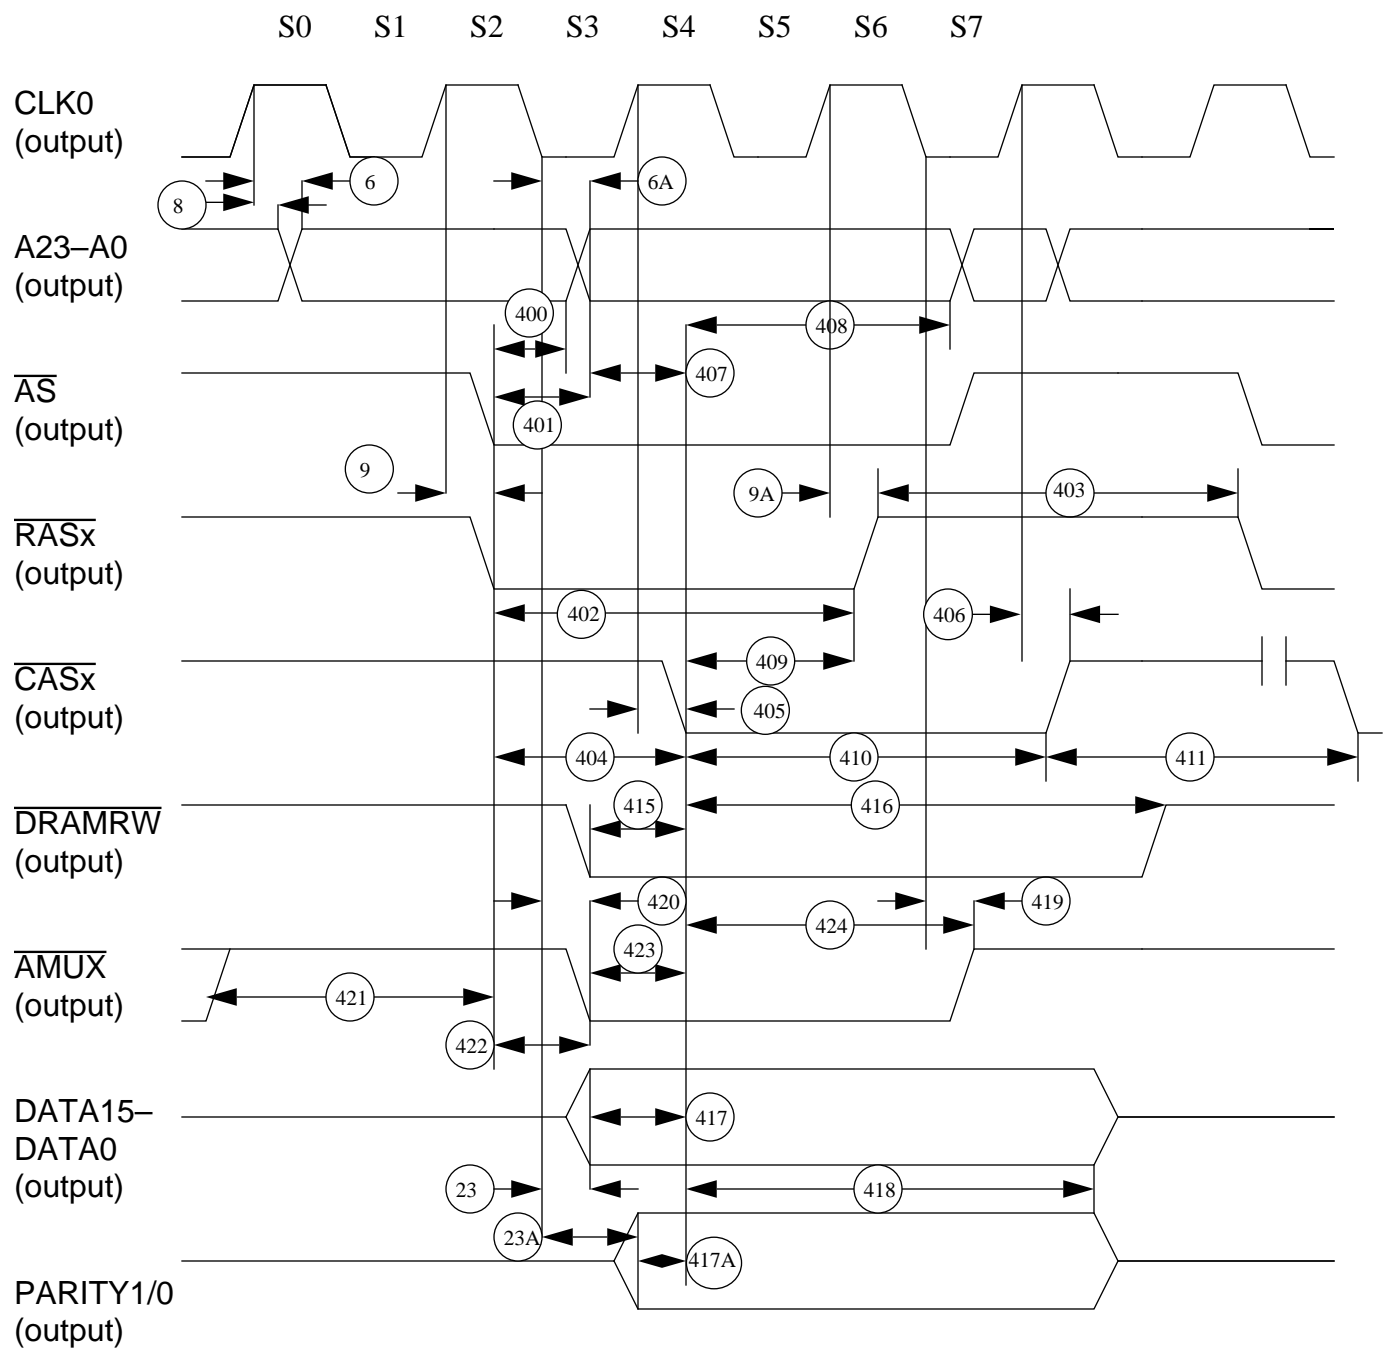 S0 S1 S2 S3 S4 S5 S6 S7
CLK0
(output)
6
6A
8
A23–A0
(output)
400
408
407
AS
(output)
401
9
9A
403
RASx
(output)
402
406
CASx
(output)
409
405
404
410
411
DRAMRW
(output)
415
416
420
419
424
AMUX
(output)
423
421
422
DATA15–
DATA0
(output)
417
23
418
23A
417A
PARITY1/0
(output)